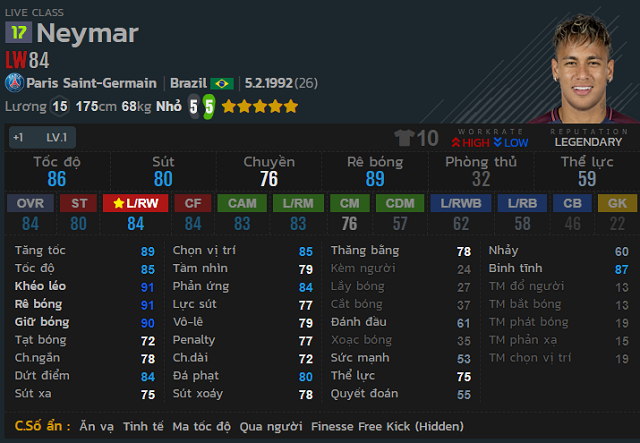 LIVE CLASS
17 Neymar
LW84
Paris Saint-Germain | Brazil | 5.2.1992(26)
Lương 15 175cm 68kg Nhỏ 5 5
+1 LV.1
10 WORKRATE HIGH LOW REPUTATION LEGENDARY
Tốc độ Sút Chuyền Rê bóng Phòng thủ Thể lực
86 80 76 89 32 59
OVR ST L/RW CF CAM L/RM CM CDM L/RWB L/RB CB GK
84 80 84 84 83 83 76 57 62 58 46 22
Tăng tốc 89 Chọn vị trí 85 Thăng bằng 78 Nhảy 60
Tốc độ 85 Tầm nhìn 79 Kèm người 24 Bình tĩnh 87
Khéo léo 91 Phản ứng 84 Lấy bóng 27 TM đổ người 13
Rê bóng 91 Lực sút 77 Cắt bóng 37 TM bắt bóng 13
Giữ bóng 90 Vô-lê 79 Đánh đầu 61 TM phát bóng 19
Tạt bóng 72 Penalty 77 Xoạc bóng 35 TM phản xạ 15
Ch.ngắn 78 Ch.dài 72 Sức mạnh 53 TM chọn vị trí 19
Dứt điểm 84 Đá phạt 80 Thể lực 75
Sút xa 75 Sút xoáy 78 Quyết đoán 55
C.Số ẩn : Ăn vạ Tinh tế Ma tốc độ Qua người Finesse Free Kick (Hidden)